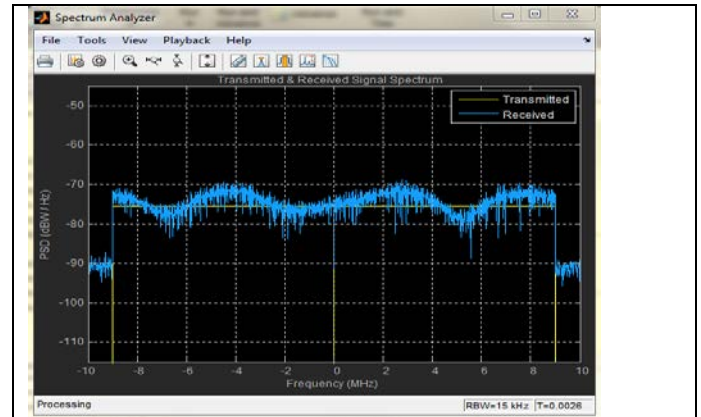 Spectrum Analyzer
File Tools View Playback Help
Transmitted & Received Signal Spectrum
Transmitted
Received
-50
-60
-70
-80
-90
-100
-110
PSD (dBW / Hz)
-10 -8 -6 -4 -2 0 2 4 6 8 10
Frequency (MHz)
Processing RBW=15 kHz T=0.0026